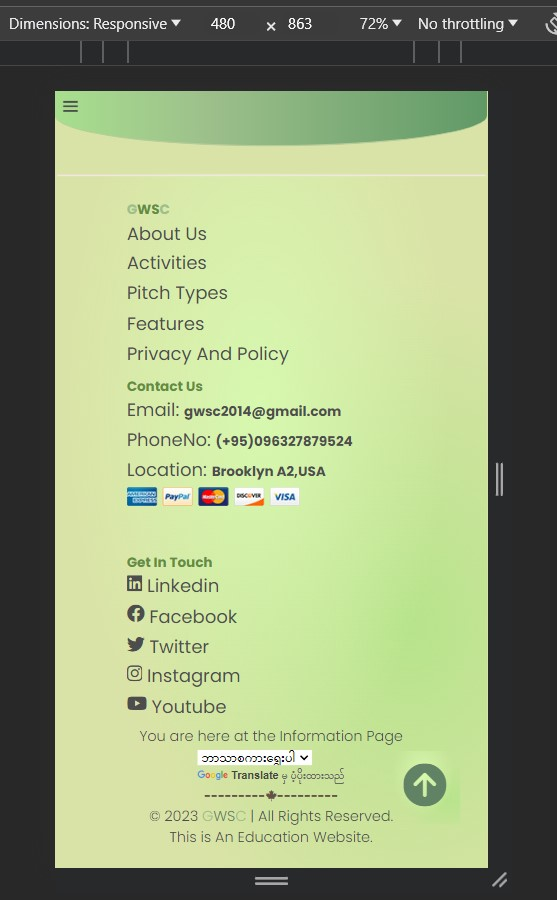 Dimensions: Responsive 480 × 863 72% No throttling
GWSC
About Us
Activities
Pitch Types
Features
Privacy And Policy
Contact Us
Email: gwsc2014@gmail.com
PhoneNo: (+95)096327879524
Location: Brooklyn A2,USA
AMERICAN EXPRESS PayPal MasterCard DISCOVER VISA
Get In Touch
Linkedin
Facebook
Twitter
Instagram
Youtube
You are here at the Information Page
ဘာသာစကားရွေးပါ
Google Translate မှ ပံ့ပိုးထားသည်
© 2023 GWSC | All Rights Reserved.
This is An Education Website.